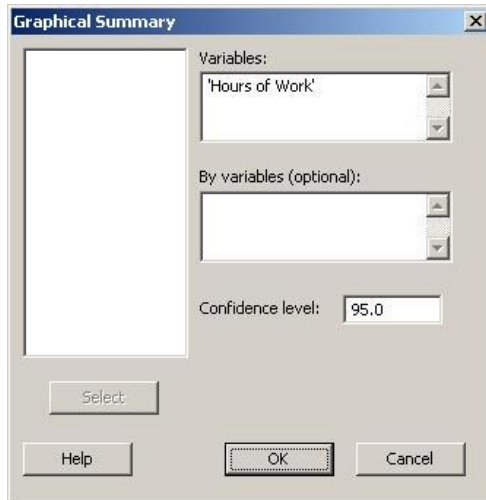 Graphical Summary
Variables:
'Hours of Work'
By variables (optional):
Confidence level: 95.0
Select
Help OK Cancel